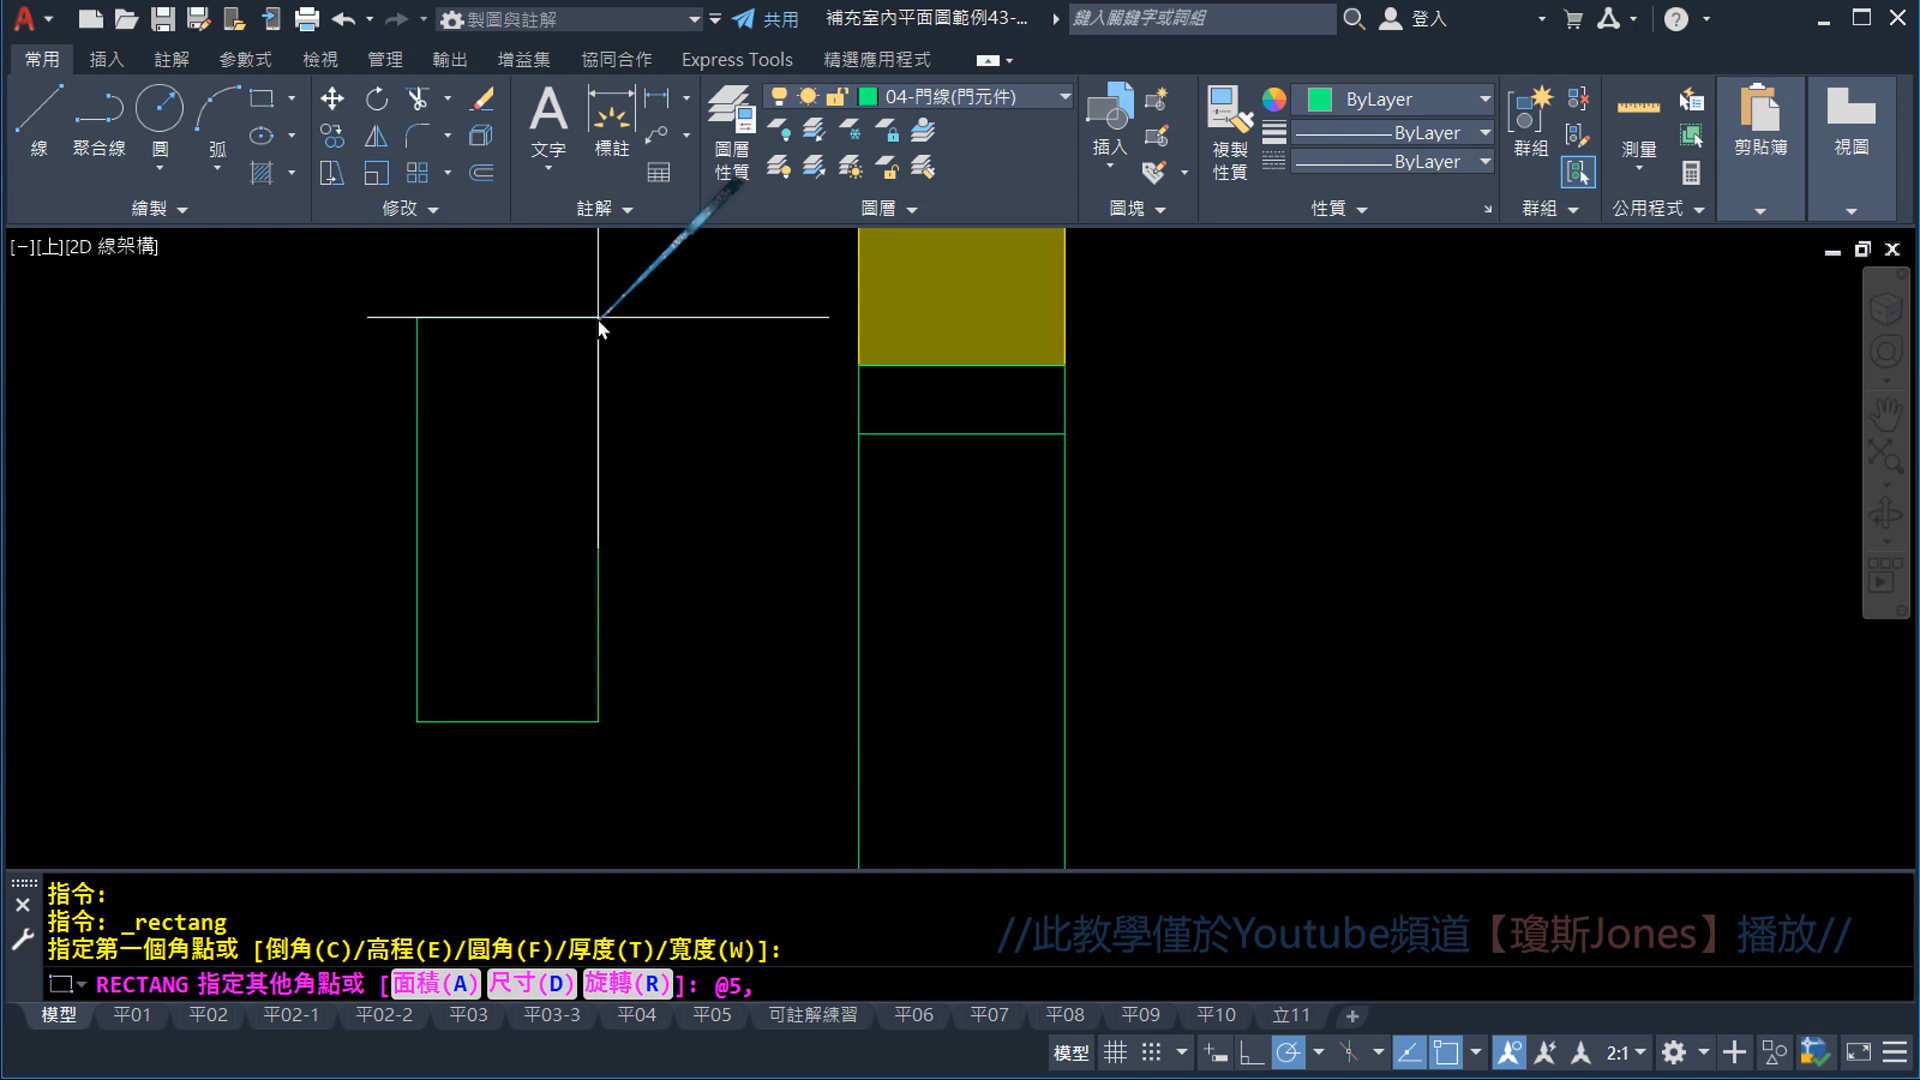 製圖與註解
共用
補充室內平面圖範例43-...
鍵入關鍵字或詞組
登入
常用 插入 註解 參數式 檢視 管理 輸出 增益集 協同合作 Express Tools 精選應用程式
線 聚合線 圓 弧
文字 標註
圖層
性質
04-門線(門元件)
插入
複製
性質
ByLayer
ByLayer
ByLayer
群組
測量
剪貼簿
視圖
繪製 修改 註解 圖層 圖塊 性質 群組 公用程式
[−][上][2D 線架構]
指令:
指令: _rectang
指定第一個角點或 [倒角(C)/高程(E)/圓角(F)/厚度(T)/寬度(W)]:
RECTANG 指定其他角點或 [面積(A) 尺寸(D) 旋轉(R)]: @5,
//此教學僅於Youtube頻道【瓊斯Jones】播放//
模型 平01 平02 平02-1 平02-2 平03 平03-3 平04 平05 可註解練習 平06 平07 平08 平09 平10 立11 +
模型 2:1